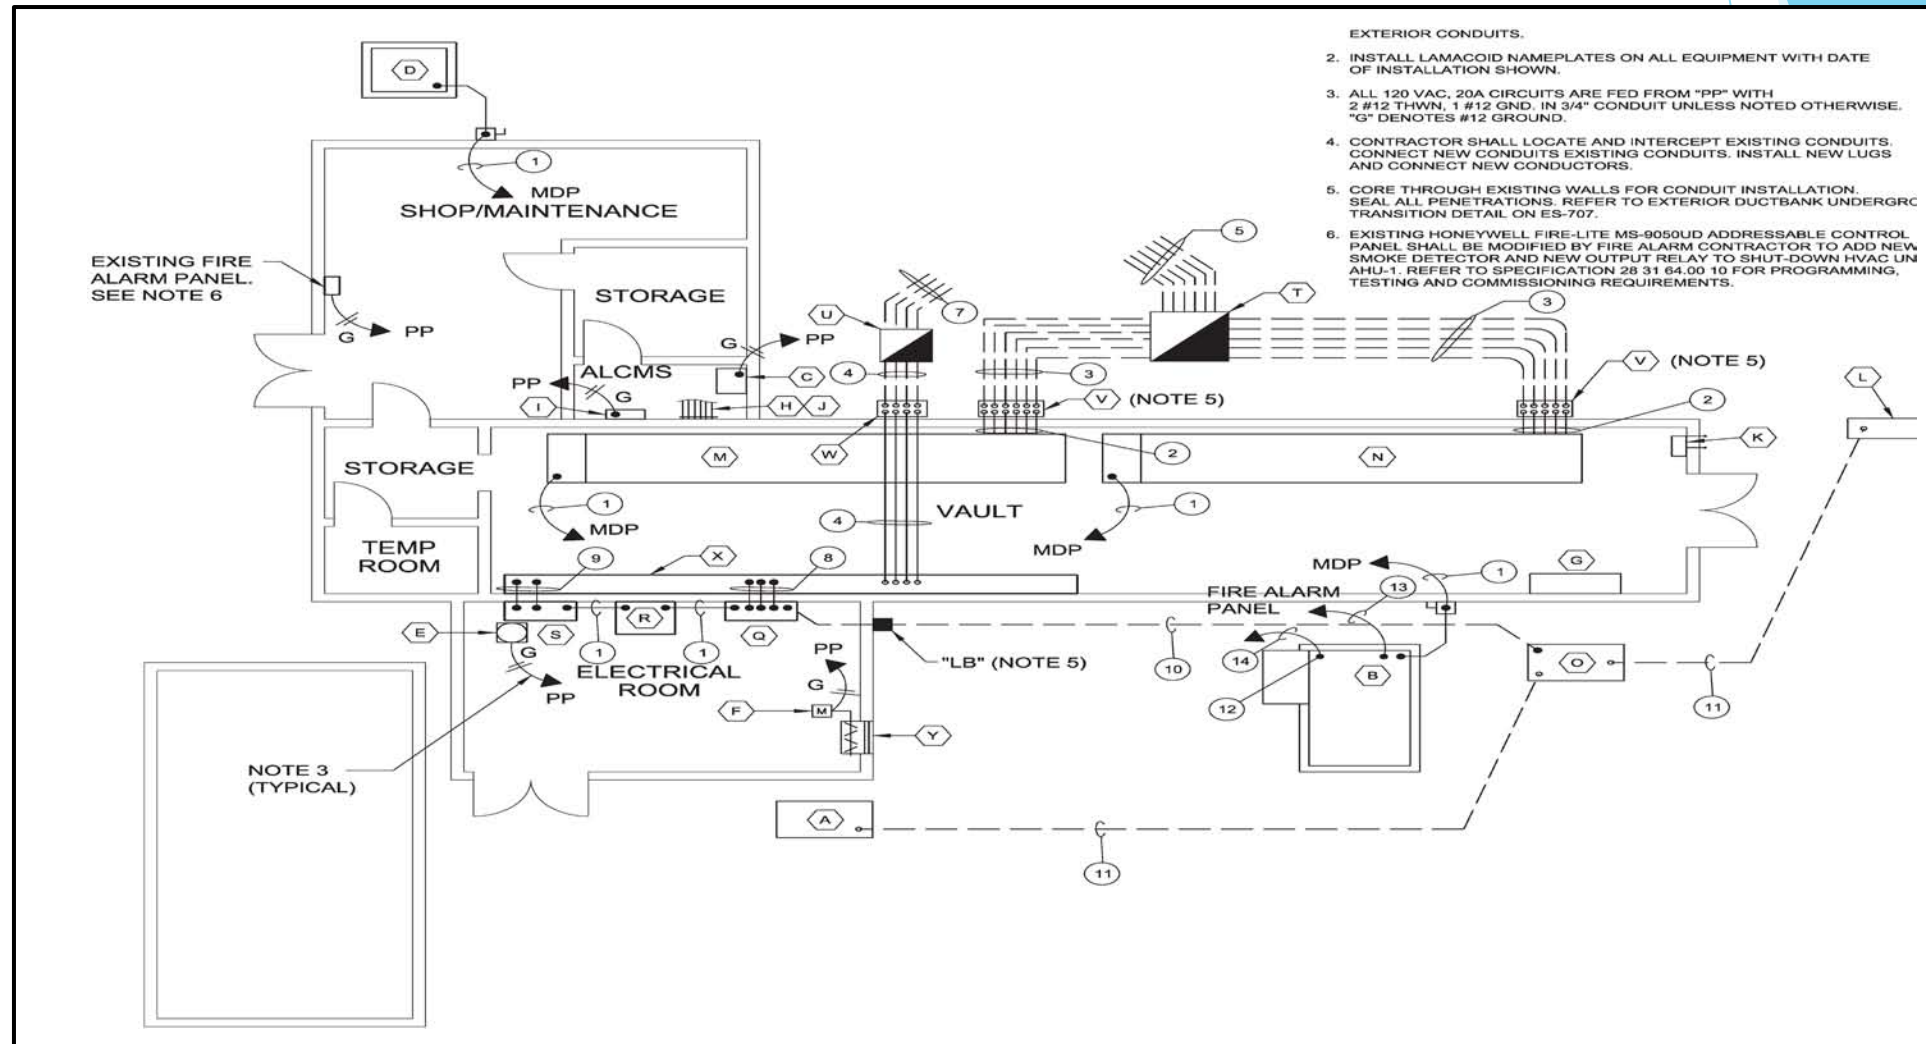 EXTERIOR CONDUITS.
2. INSTALL LAMACOID NAMEPLATES ON ALL EQUIPMENT WITH DATE
OF INSTALLATION SHOWN.
3. ALL 120 VAC, 20A CIRCUITS ARE FED FROM "PP" WITH
2 #12 THWN, 1 #12 GND. IN 3/4" CONDUIT UNLESS NOTED OTHERWISE.
"G" DENOTES #12 GROUND.
4. CONTRACTOR SHALL LOCATE AND INTERCEPT EXISTING CONDUITS.
CONNECT NEW CONDUITS EXISTING CONDUITS. INSTALL NEW LUGS
AND CONNECT NEW CONDUCTORS.
5. CORE THROUGH EXISTING WALLS FOR CONDUIT INSTALLATION.
SEAL ALL PENETRATIONS. REFER TO EXTERIOR DUCTBANK UNDERGRO
TRANSITION DETAIL ON ES-707.
6. EXISTING HONEYWELL FIRE-LITE MS-9050UD ADDRESSABLE CONTROL
PANEL SHALL BE MODIFIED BY FIRE ALARM CONTRACTOR TO ADD NEW
SMOKE DETECTOR AND NEW OUTPUT RELAY TO SHUT-DOWN HVAC UN
AHU-1. REFER TO SPECIFICATION 28 31 64.00 10 FOR PROGRAMMING,
TESTING AND COMMISSIONING REQUIREMENTS.
D
1
MDP
SHOP/MAINTENANCE
EXISTING FIRE
ALARM PANEL.
SEE NOTE 6
G PP
STORAGE
5
7
U
T
3
G PP
ALCMS
PP G
C
I
H J
4
3
V (NOTE 5)
V (NOTE 5)
L
2
K
STORAGE
M
W
2
N
1
MDP
4
VAULT
1
MDP
TEMP
ROOM
9
X
8
MDP
1
G
13
FIRE ALARM
PANEL
E
S
R
Q
G
1
1
ELECTRICAL
ROOM
PP
PP
G
"LB" (NOTE 5)
10
14
12
B
O
11
F
M
Y
NOTE 3
(TYPICAL)
A
11